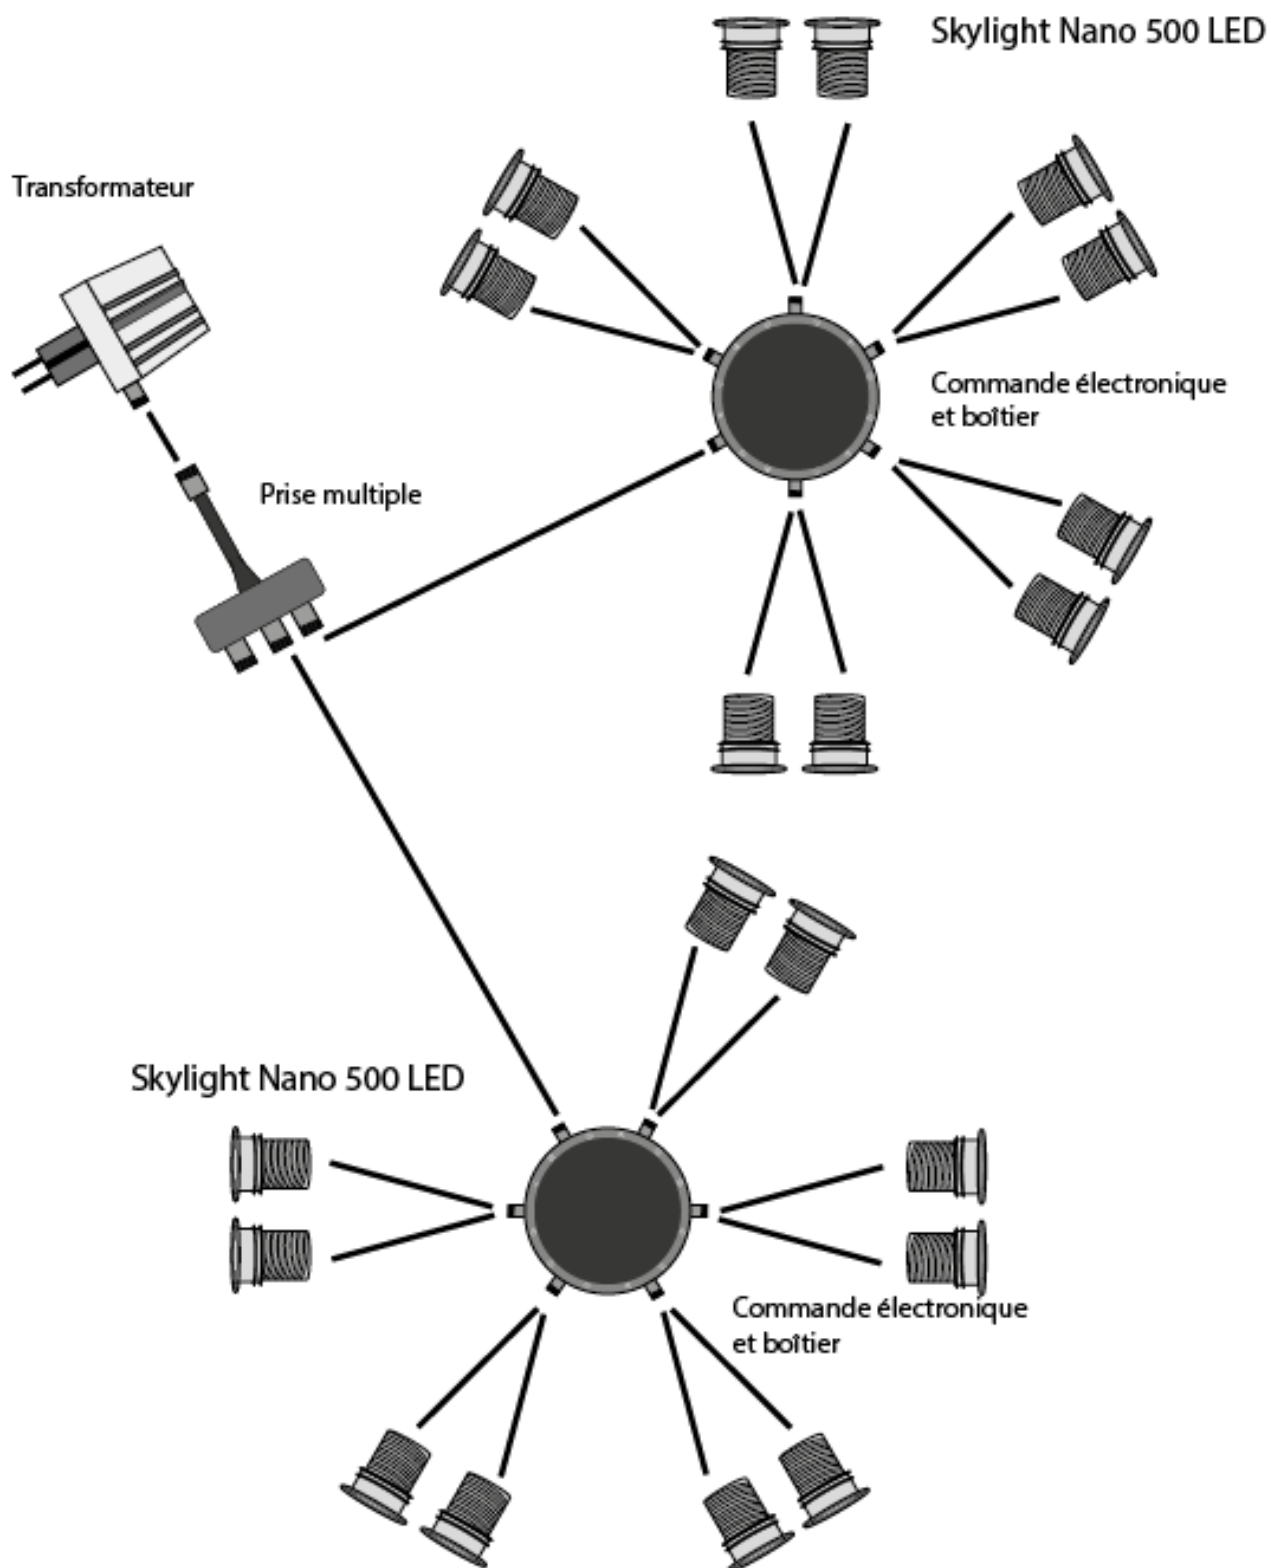 Skylight Nano 500 LED
Transformateur
Commande électronique
et boîtier
Prise multiple
Skylight Nano 500 LED
Commande électronique
et boîtier